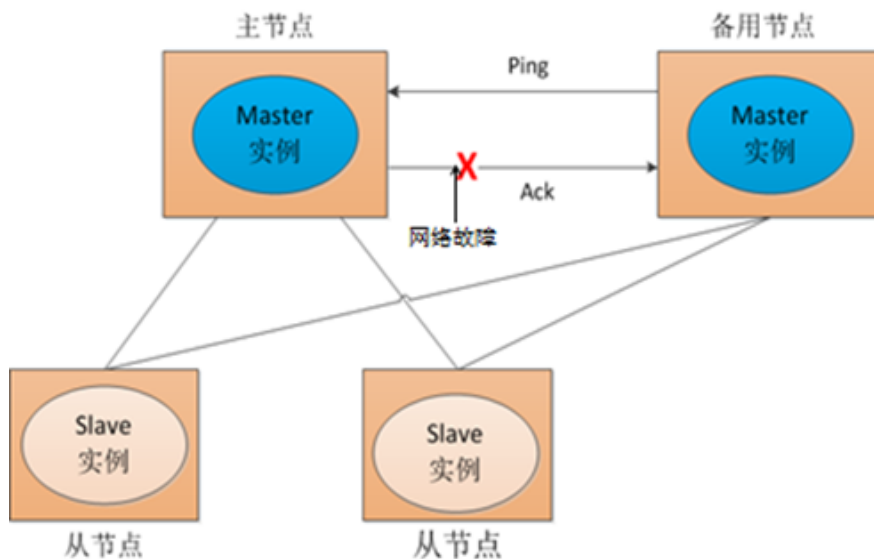 主节点
备用节点
Master
实例
Ping
Master
实例
X
Ack
网络故障
Slave
实例
Slave
实例
从节点
从节点